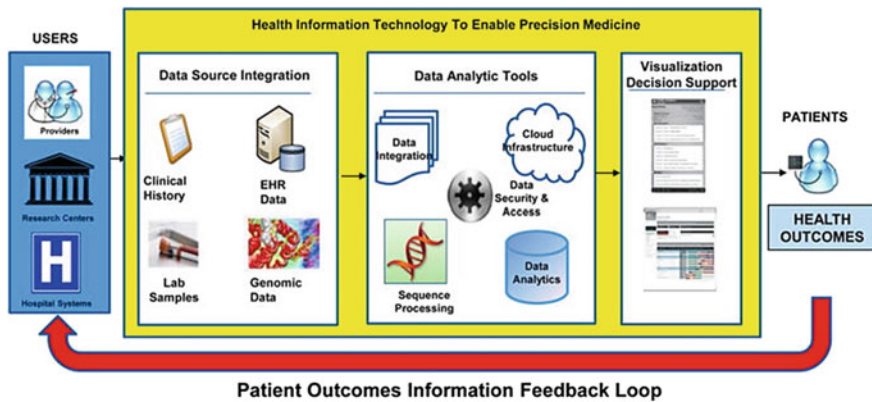 Health Information Technology To Enable Precision Medicine
USERS
Providers
Research Centers
H
Hospital Systems
Data Source Integration
Clinical
History
EHR
Data
Lab
Samples
Genomic
Data
Data Analytic Tools
Data
Integration
Cloud
Infrastructure
Data
Security &
Access
Sequence
Processing
Data
Analytics
Visualization
Decision Support
PATIENTS
HEALTH
OUTCOMES
Patient Outcomes Information Feedback Loop